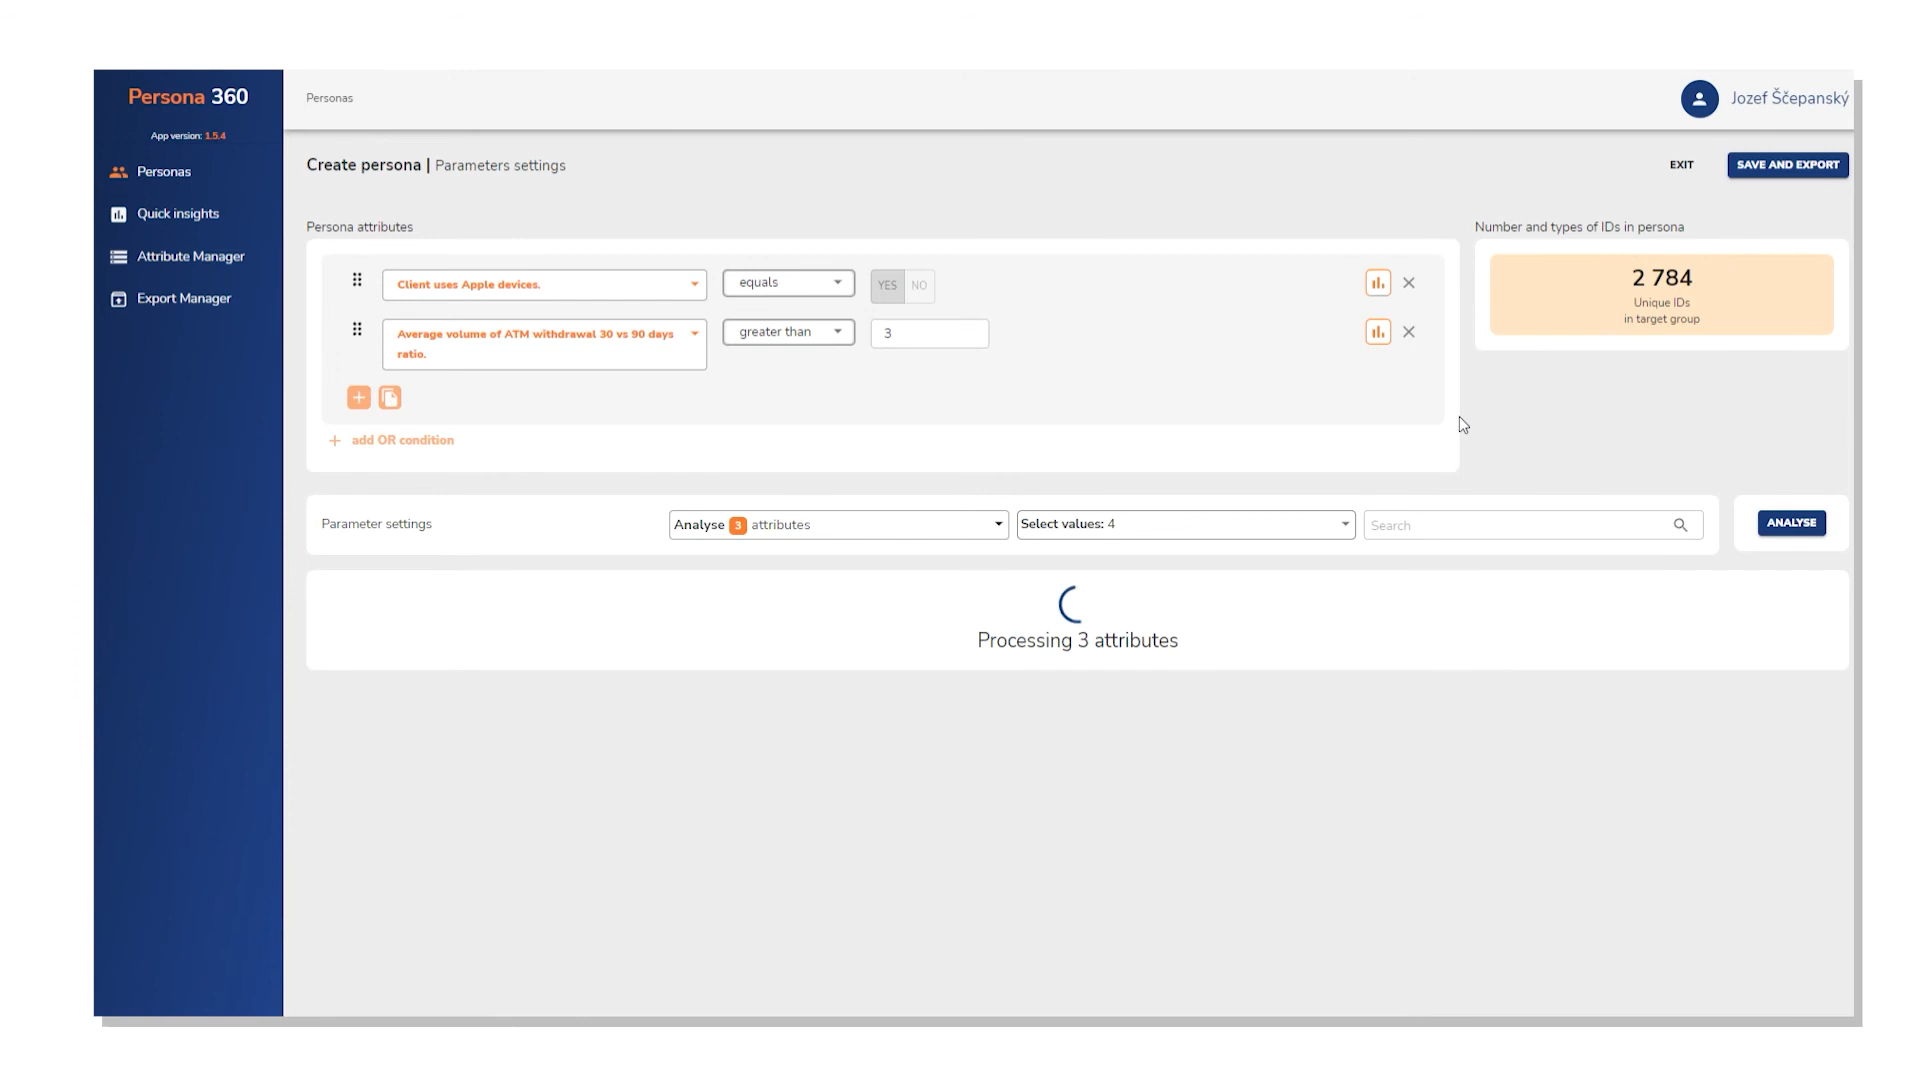 Persona 360
App version: 1.5.4
Personas
Quick insights
Attribute Manager
Export Manager
Personas
Jozef Ščepanský
Create persona | Parameters settings
EXIT
SAVE AND EXPORT
Persona attributes
Number and types of IDs in persona
Client uses Apple devices.
equals
YES NO
2 784
Unique IDs
in target group
Average volume of ATM withdrawal 30 vs 90 days
ratio.
greater than
3
+ add OR condition
Parameter settings
Analyse 3 attributes
Select values: 4
Search
ANALYSE
Processing 3 attributes